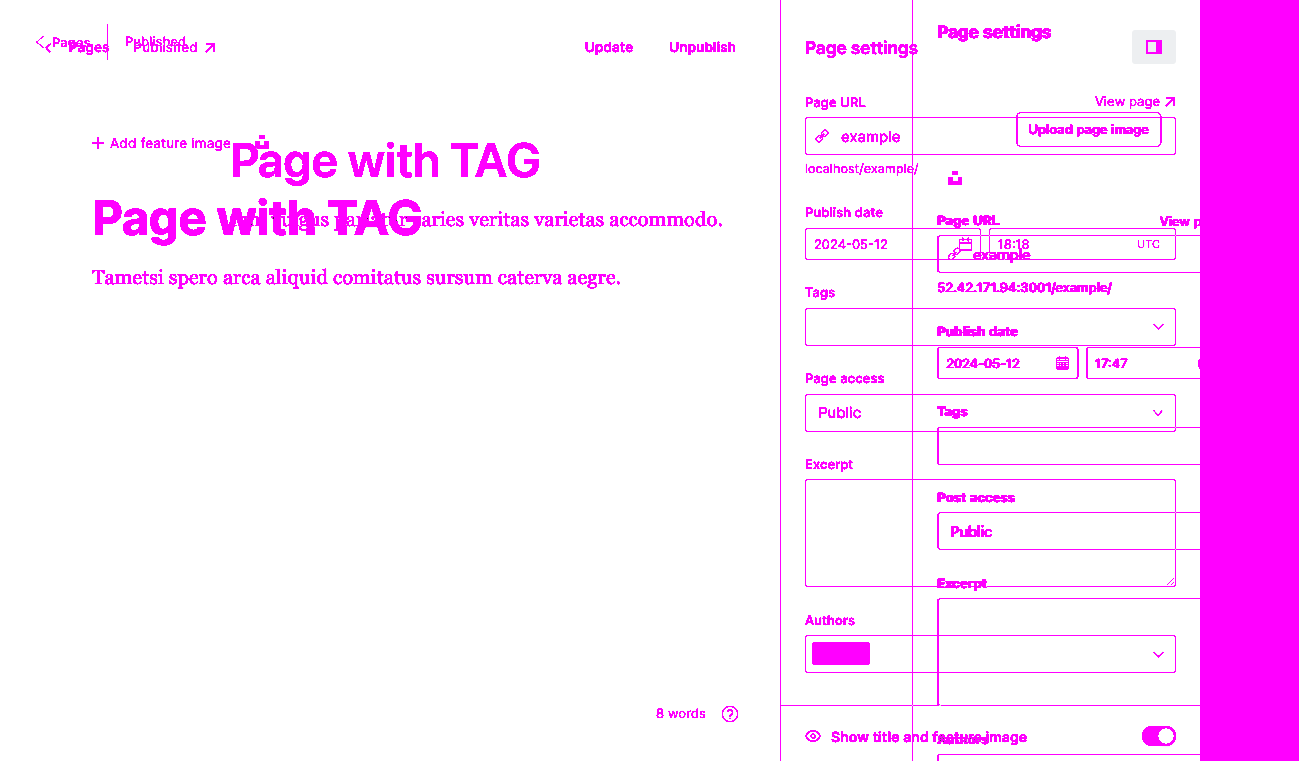 Pages
Published
Pages
Published
Update
Unpublish
Page settings
Page settings
Page URL
View page
Upload page image
example
localhost/example/
Add feature image
Page with TAG
Page with TAG
veritas varietas accommodo.
Tametsi spero arca aliquid comitatus sursum caterva aegre.
Publish date
Page URL
View p
2024-05-12
18:18
UTC
example
52.42.171.94:3001/example/
Tags
Publish date
2024-05-12
17:47
Page access
Public
Tags
Excerpt
Post access
Public
Excerpt
Authors
8 words
Show title and feature image
Authors